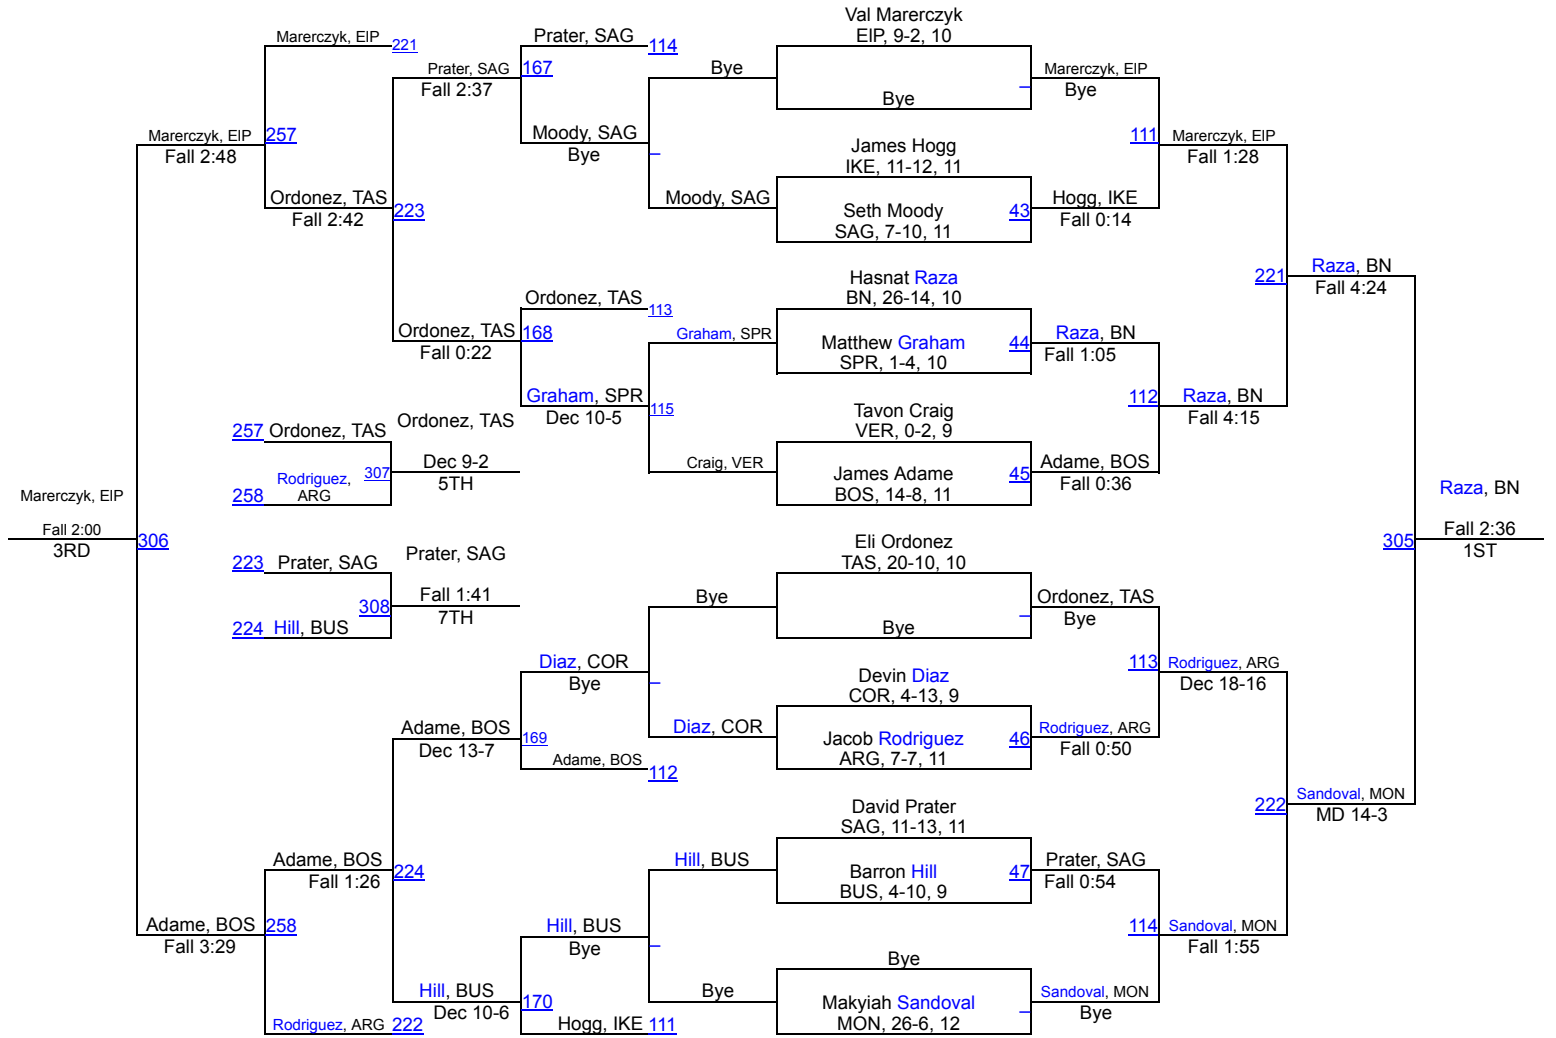 Val Marerczyk
EIP, 9-2, 10
Marerczyk, EIP
221
Prater, SAG
114
Prater, SAG
167
Fall 2:37
Bye
Bye
Marerczyk, EIP
Bye
Marerczyk, EIP
257
Fall 2:48
Moody, SAG
Bye
James Hogg
IKE, 11-12, 11
111
Marerczyk, EIP
Fall 1:28
Ordonez, TAS
223
Fall 2:42
Moody, SAG
Seth Moody
43
SAG, 7-10, 11
Hogg, IKE
Fall 0:14
Hasnat Raza
BN, 26-14, 10
221
Raza, BN
Fall 4:24
Ordonez, TAS
113
Ordonez, TAS
168
Fall 0:22
Graham, SPR
Matthew Graham
44
SPR, 1-4, 10
Raza, BN
Fall 1:05
Graham, SPR
Dec 10-5
115
112
Raza, BN
Fall 4:15
Tavon Craig
VER, 0-2, 9
257
Ordonez, TAS
Ordonez, TAS
Dec 9-2
5TH
Rodriguez,
ARG
307
258
Craig, VER
James Adame
45
BOS, 14-8, 11
Adame, BOS
Fall 0:36
Marerczyk, EIP
Fall 2:00
3RD
306
Raza, BN
305
Fall 2:36
1ST
223
Prater, SAG
Prater, SAG
Fall 1:41
7TH
308
224
Hill, BUS
Eli Ordonez
TAS, 20-10, 10
Bye
Bye
Ordonez, TAS
Bye
Diaz, COR
Bye
Devin Diaz
COR, 4-13, 9
113
Rodriguez, ARG
Dec 18-16
Adame, BOS
169
Dec 13-7
Diaz, COR
Jacob Rodriguez
46
ARG, 7-7, 11
Rodriguez, ARG
Fall 0:50
Adame, BOS
112
David Prater
SAG, 11-13, 11
222
Sandoval, MON
MD 14-3
Adame, BOS
224
Fall 1:26
Hill, BUS
Barron Hill
47
BUS, 4-10, 9
Prater, SAG
Fall 0:54
Adame, BOS
258
Fall 3:29
Hill, BUS
Bye
114
Sandoval, MON
Fall 1:55
Bye
Hill, BUS
170
Dec 10-6
Bye
Makyiah Sandoval
MON, 26-6, 12
Sandoval, MON
Bye
Rodriguez, ARG
222
Hogg, IKE
111